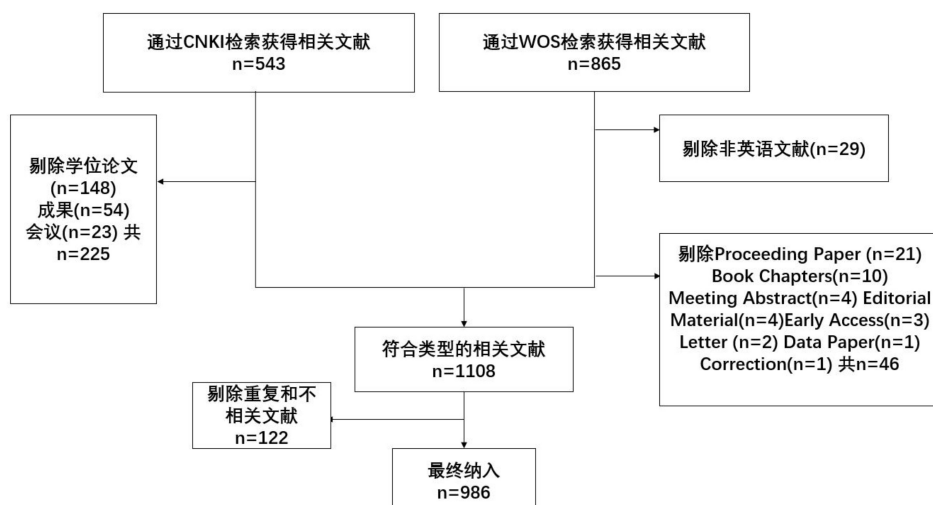 通过CNKI检索获得相关文献
n=543
通过WOS检索获得相关文献
n=865
剔除学位论文
(n=148)
成果(n=54)
会议(n=23) 共
n=225
剔除非英语文献(n=29)
剔除Proceeding Paper (n=21)
Book Chapters(n=10)
Meeting Abstract(n=4) Editorial
Material(n=4)Early Access(n=3)
Letter (n=2) Data Paper(n=1)
Correction(n=1) 共n=46
符合类型的相关文献
n=1108
剔除重复和不
相关文献
n=122
最终纳入
n=986